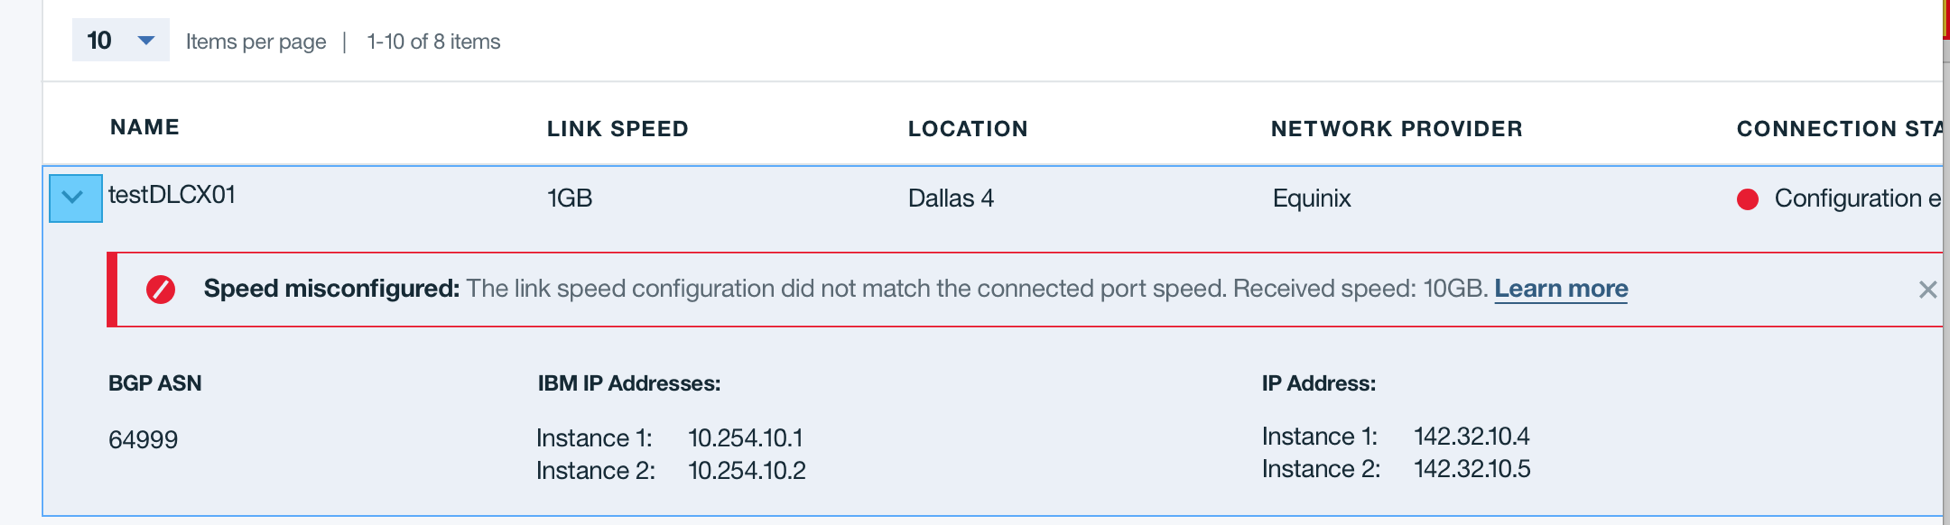 10 Items per page | 1-10 of 8 items
NAME LINK SPEED LOCATION NETWORK PROVIDER CONNECTION STA
testDLCX01 1GB Dallas 4 Equinix Configuration e
Speed misconfigured: The link speed configuration did not match the connected port speed. Received speed: 10GB. Learn more
BGP ASN IBM IP Addresses: IP Address:
64999 Instance 1: 10.254.10.1 Instance 1: 142.32.10.4
Instance 2: 10.254.10.2 Instance 2: 142.32.10.5